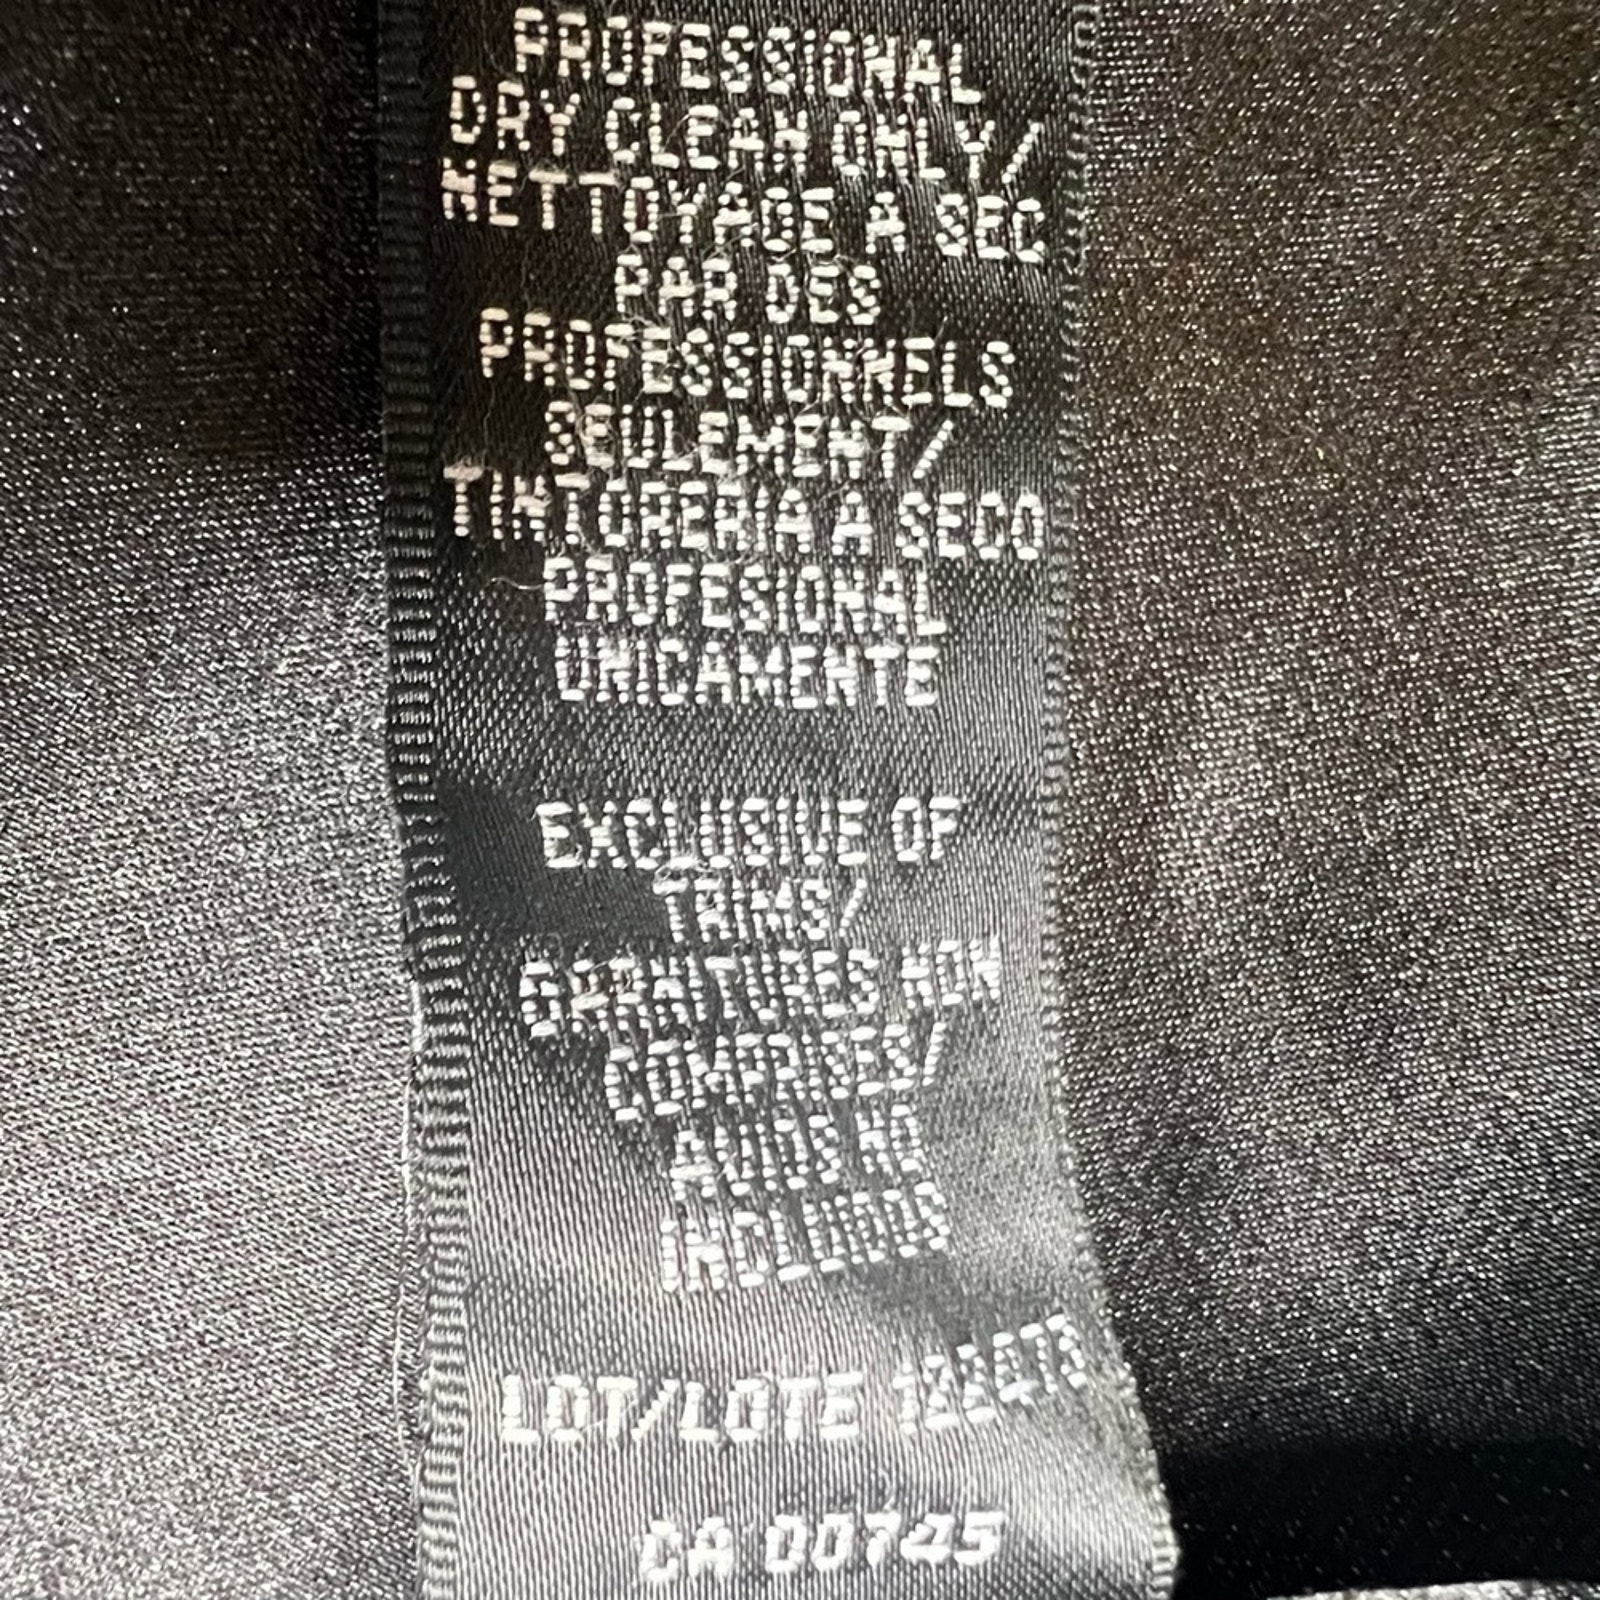 PROFESSIONAL
DRY CLEAN ONLY/
NETTOYAGE A SEC
PAR DES
PROFESSIONNELS
SEULEMENT/
TINTORERIA A SECO
PROFESIONAL
UNICAMENTE
EXCLUSIVE OF
TRIMS/
GARNITURES NON
COMPRISES/
AVIOS NO
INCLUIDOS
LOT/LOTE
CA 00745